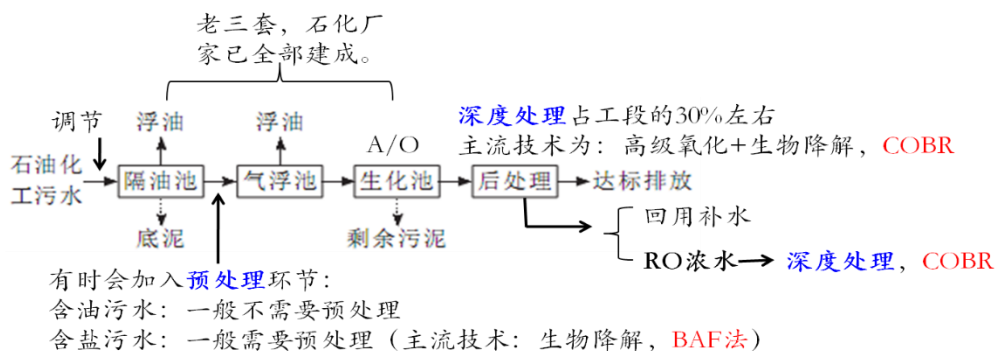 老三套，石化厂
家已全部建成。
调节
浮油
浮油
A/O
深度处理占工段的30%左右
主流技术为：高级氧化+生物降解，COBR
石油化
工污水
隔油池
气浮池
生化池
后处理
达标排放
底泥
剩余污泥
回用补水
RO浓水
深度处理，COBR
有时会加入预处理环节：
含油污水：一般不需要预处理
含盐污水：一般需要预处理（主流技术：生物降解，BAF法）